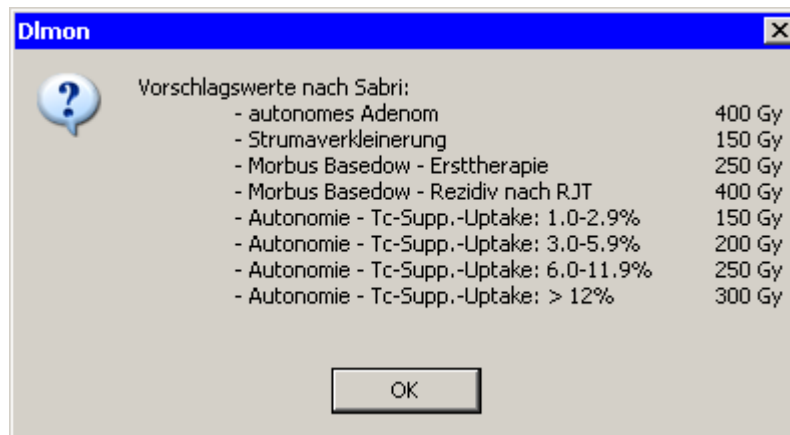 Dlmon
Vorschlagswerte nach Sabri:
- autonomes Adenom 400 Gy
- Strumaverkleinerung 150 Gy
- Morbus Basedow - Ersttherapie 250 Gy
- Morbus Basedow - Rezidiv nach RJT 400 Gy
- Autonomie - Tc-Supp.-Uptake: 1.0-2.9% 150 Gy
- Autonomie - Tc-Supp.-Uptake: 3.0-5.9% 200 Gy
- Autonomie - Tc-Supp.-Uptake: 6.0-11.9% 250 Gy
- Autonomie - Tc-Supp.-Uptake: > 12% 300 Gy
OK